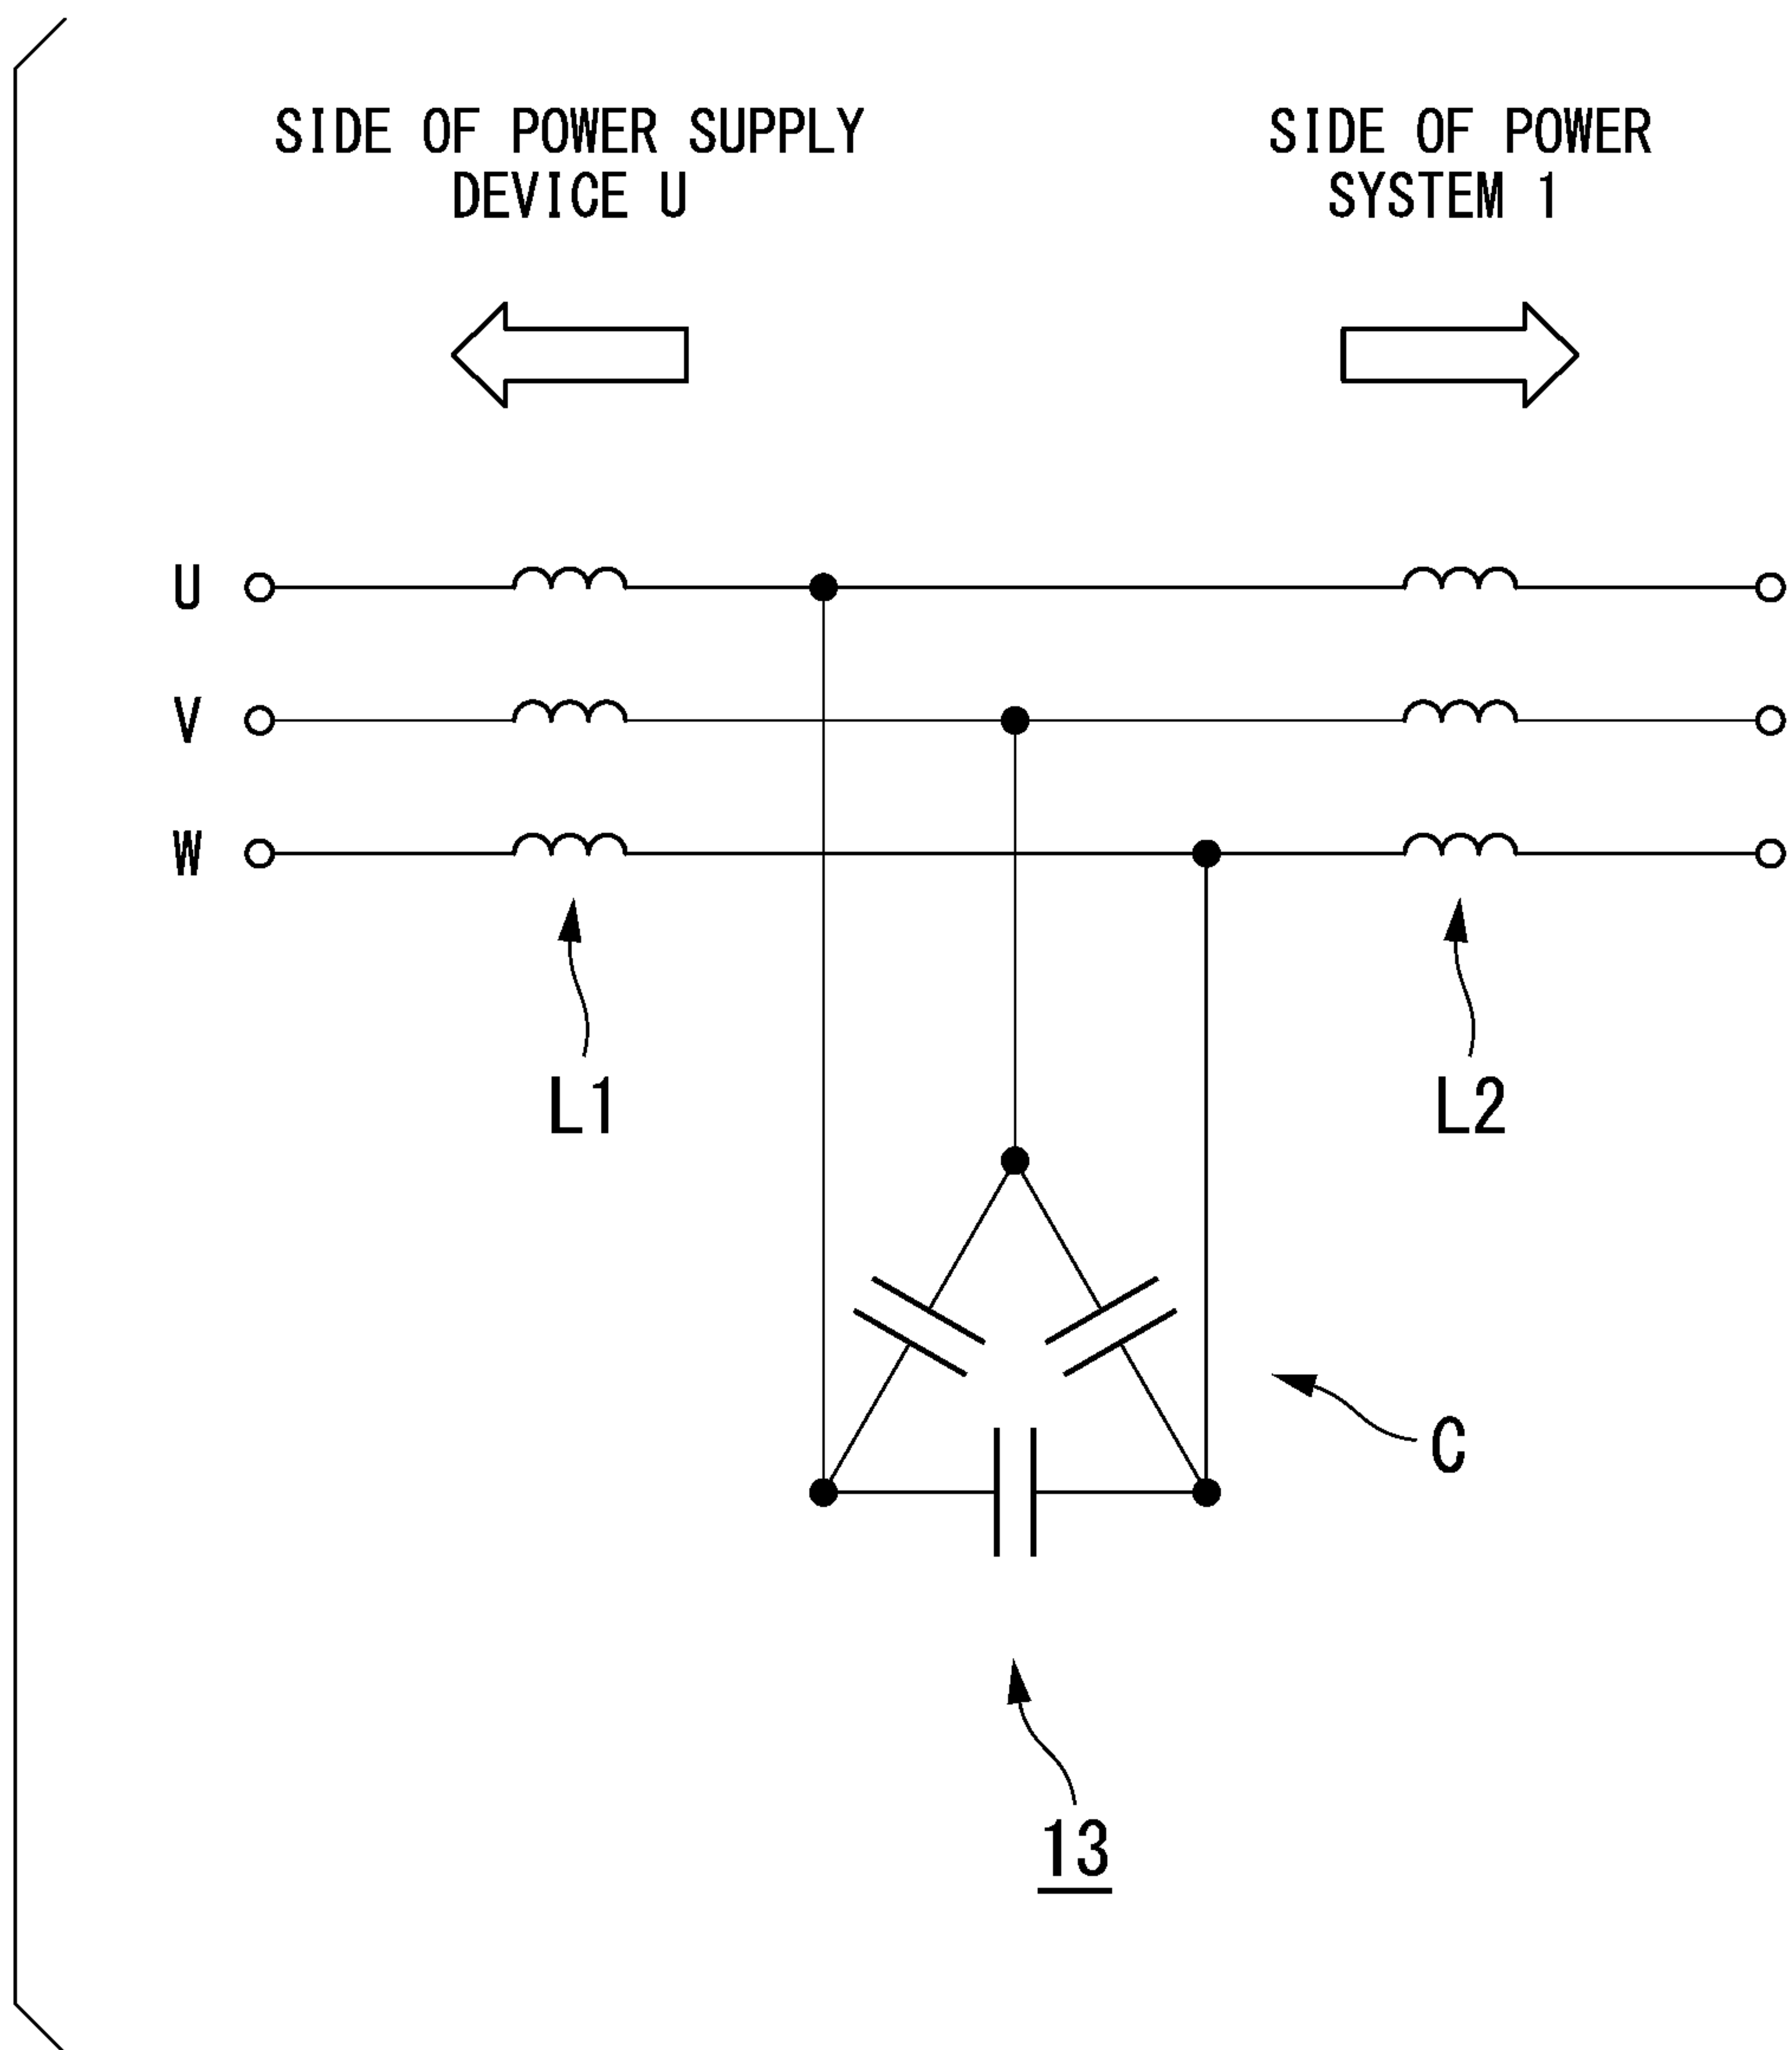 SIDE OF POWER SUPPLY
DEVICE U
SIDE OF POWER
SYSTEM 1
U
V
W
L1
L2
C
13